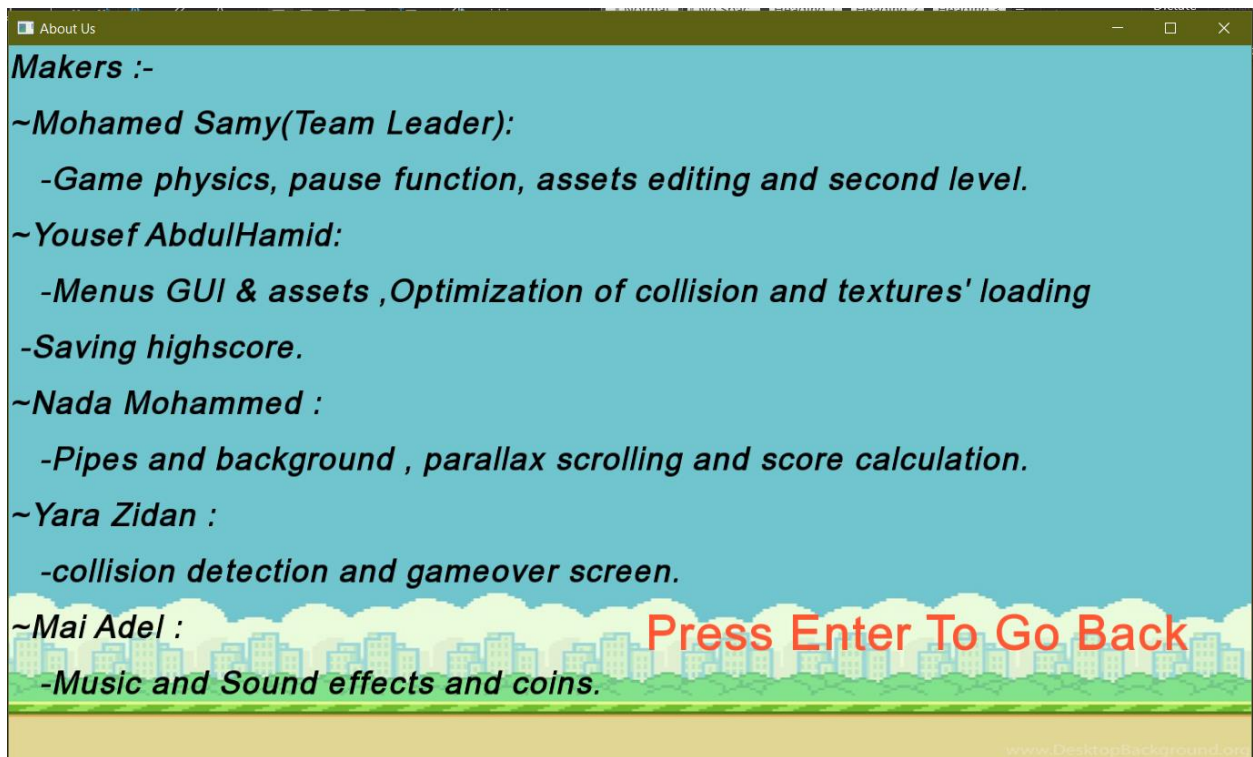 About Us
Makers :-
~Mohamed Samy(Team Leader):
-Game physics, pause function, assets editing and second level.
~Yousef AbdulHamid:
-Menus GUI & assets ,Optimization of collision and textures' loading
-Saving highscore.
~Nada Mohammed :
-Pipes and background , parallax scrolling and score calculation.
~Yara Zidan :
-collision detection and gameover screen.
~Mai Adel :
Press Enter To Go Back
-Music and Sound effects and coins.
www.DesktopBackground.org